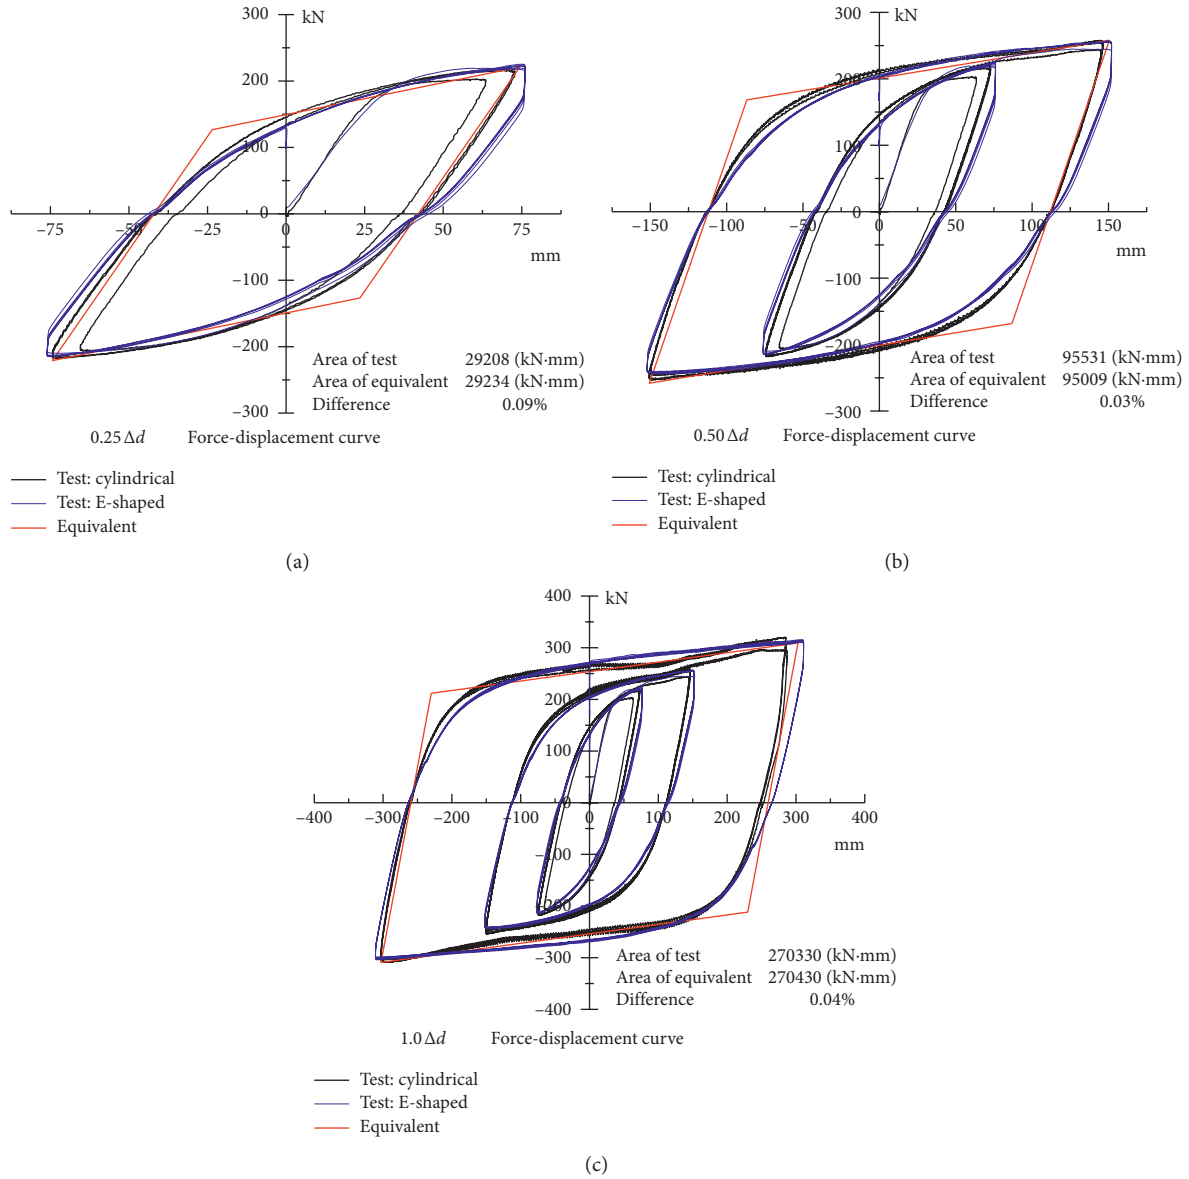 300
kN
200
100
0
−75
−50
−25
0
25
50
75
mm
−100
−200
−300
Area of test 29208 (kN·mm)
Area of equivalent 29234 (kN·mm)
Difference 0.09%
0.25 Δd Force-displacement curve
Test: cylindrical
Test: E-shaped
Equivalent
(a)
300
kN
200
100
0
−150
−100
−50
0
50
100
150
mm
−100
−200
−300
Area of test 95531 (kN·mm)
Area of equivalent 95009 (kN·mm)
Difference 0.03%
0.50 Δd Force-displacement curve
Test: cylindrical
Test: E-shaped
Equivalent
(b)
400
kN
300
200
100
0
−400
−300
−200
−100
0
100
200
300
400
mm
−100
−200
−300
−400
Area of test 270330 (kN·mm)
Area of equivalent 270430 (kN·mm)
Difference 0.04%
1.0 Δd Force-displacement curve
Test: cylindrical
Test: E-shaped
Equivalent
(c)